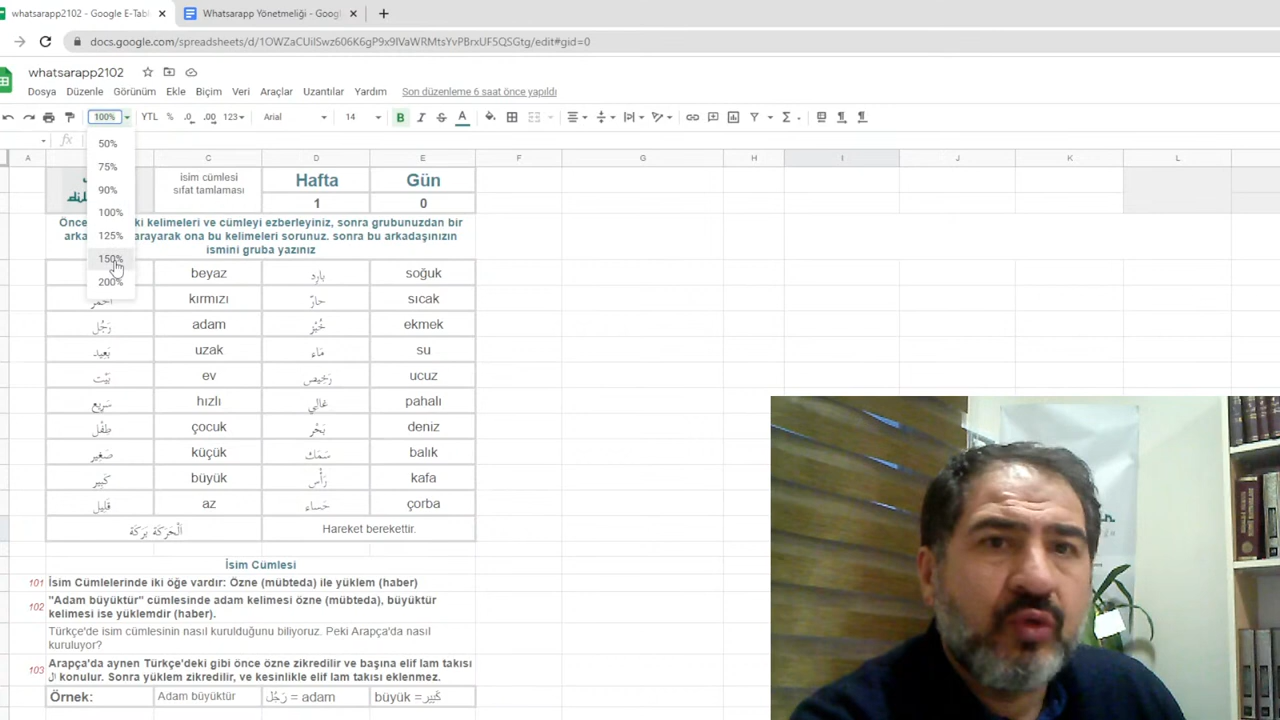 whatsarapp2102 - Google E-Tabl
Whatsarapp Yönetmeliği - Googl
docs.google.com/spreadsheets/d/1OWZaCUilSwz606K6gP9x9IVaWRMtsYvPBrxUF5QSGtg/edit#gid=0
whatsarapp2102
Dosya Düzenle Görünüm Ekle Biçim Veri Araçlar Uzantılar Yardım Son düzenleme 6 saat önce yapıldı
100% YTL % .0 .00 123 Arial 14 B I S A
fx
50%
75%
90%
100%
125%
150%
200%
A C D E F G H I J K L
isim cümlesi
sıfat tamlaması
Hafta Gün
1 0
Önce ki kelimeleri ve cümleyi ezberleyiniz, sonra grubunuzdan bir
arka arayarak ona bu kelimeleri sorunuz. sonra bu arkadaşınızın
ismini gruba yazınız
beyaz بارِد soğuk
أَحْمَر kırmızı حارّ sıcak
رَجُل adam خُبْز ekmek
بَعِيد uzak مَاء su
بَيْت ev رَخِيص ucuz
سَرِيع hızlı غالِي pahalı
طِفْل çocuk بَحْر deniz
صَغِير küçük سَمَك balık
كَبِير büyük رَأْس kafa
قَلِيل az حَساء çorba
اَلْحَرَكَة بَرَكَة Hareket berekettir.
İsim Cümlesi
101 İsim Cümlelerinde iki öğe vardır: Özne (mübteda) ile yüklem (haber)
102 "Adam büyüktür" cümlesinde adam kelimesi özne (mübteda), büyüktür
kelimesi ise yüklemdir (haber).
Türkçe'de isim cümlesinin nasıl kurulduğunu biliyoruz. Peki Arapça'da nasıl
kuruluyor?
103 Arapça'da aynen Türkçe'deki gibi önce özne zikredilir ve başına elif lam takısı
ال konulur. Sonra yüklem zikredilir, ve kesinlikle elif lam takısı eklenmez.
Örnek: Adam büyüktür رَجُل = adam büyük =كَبِير